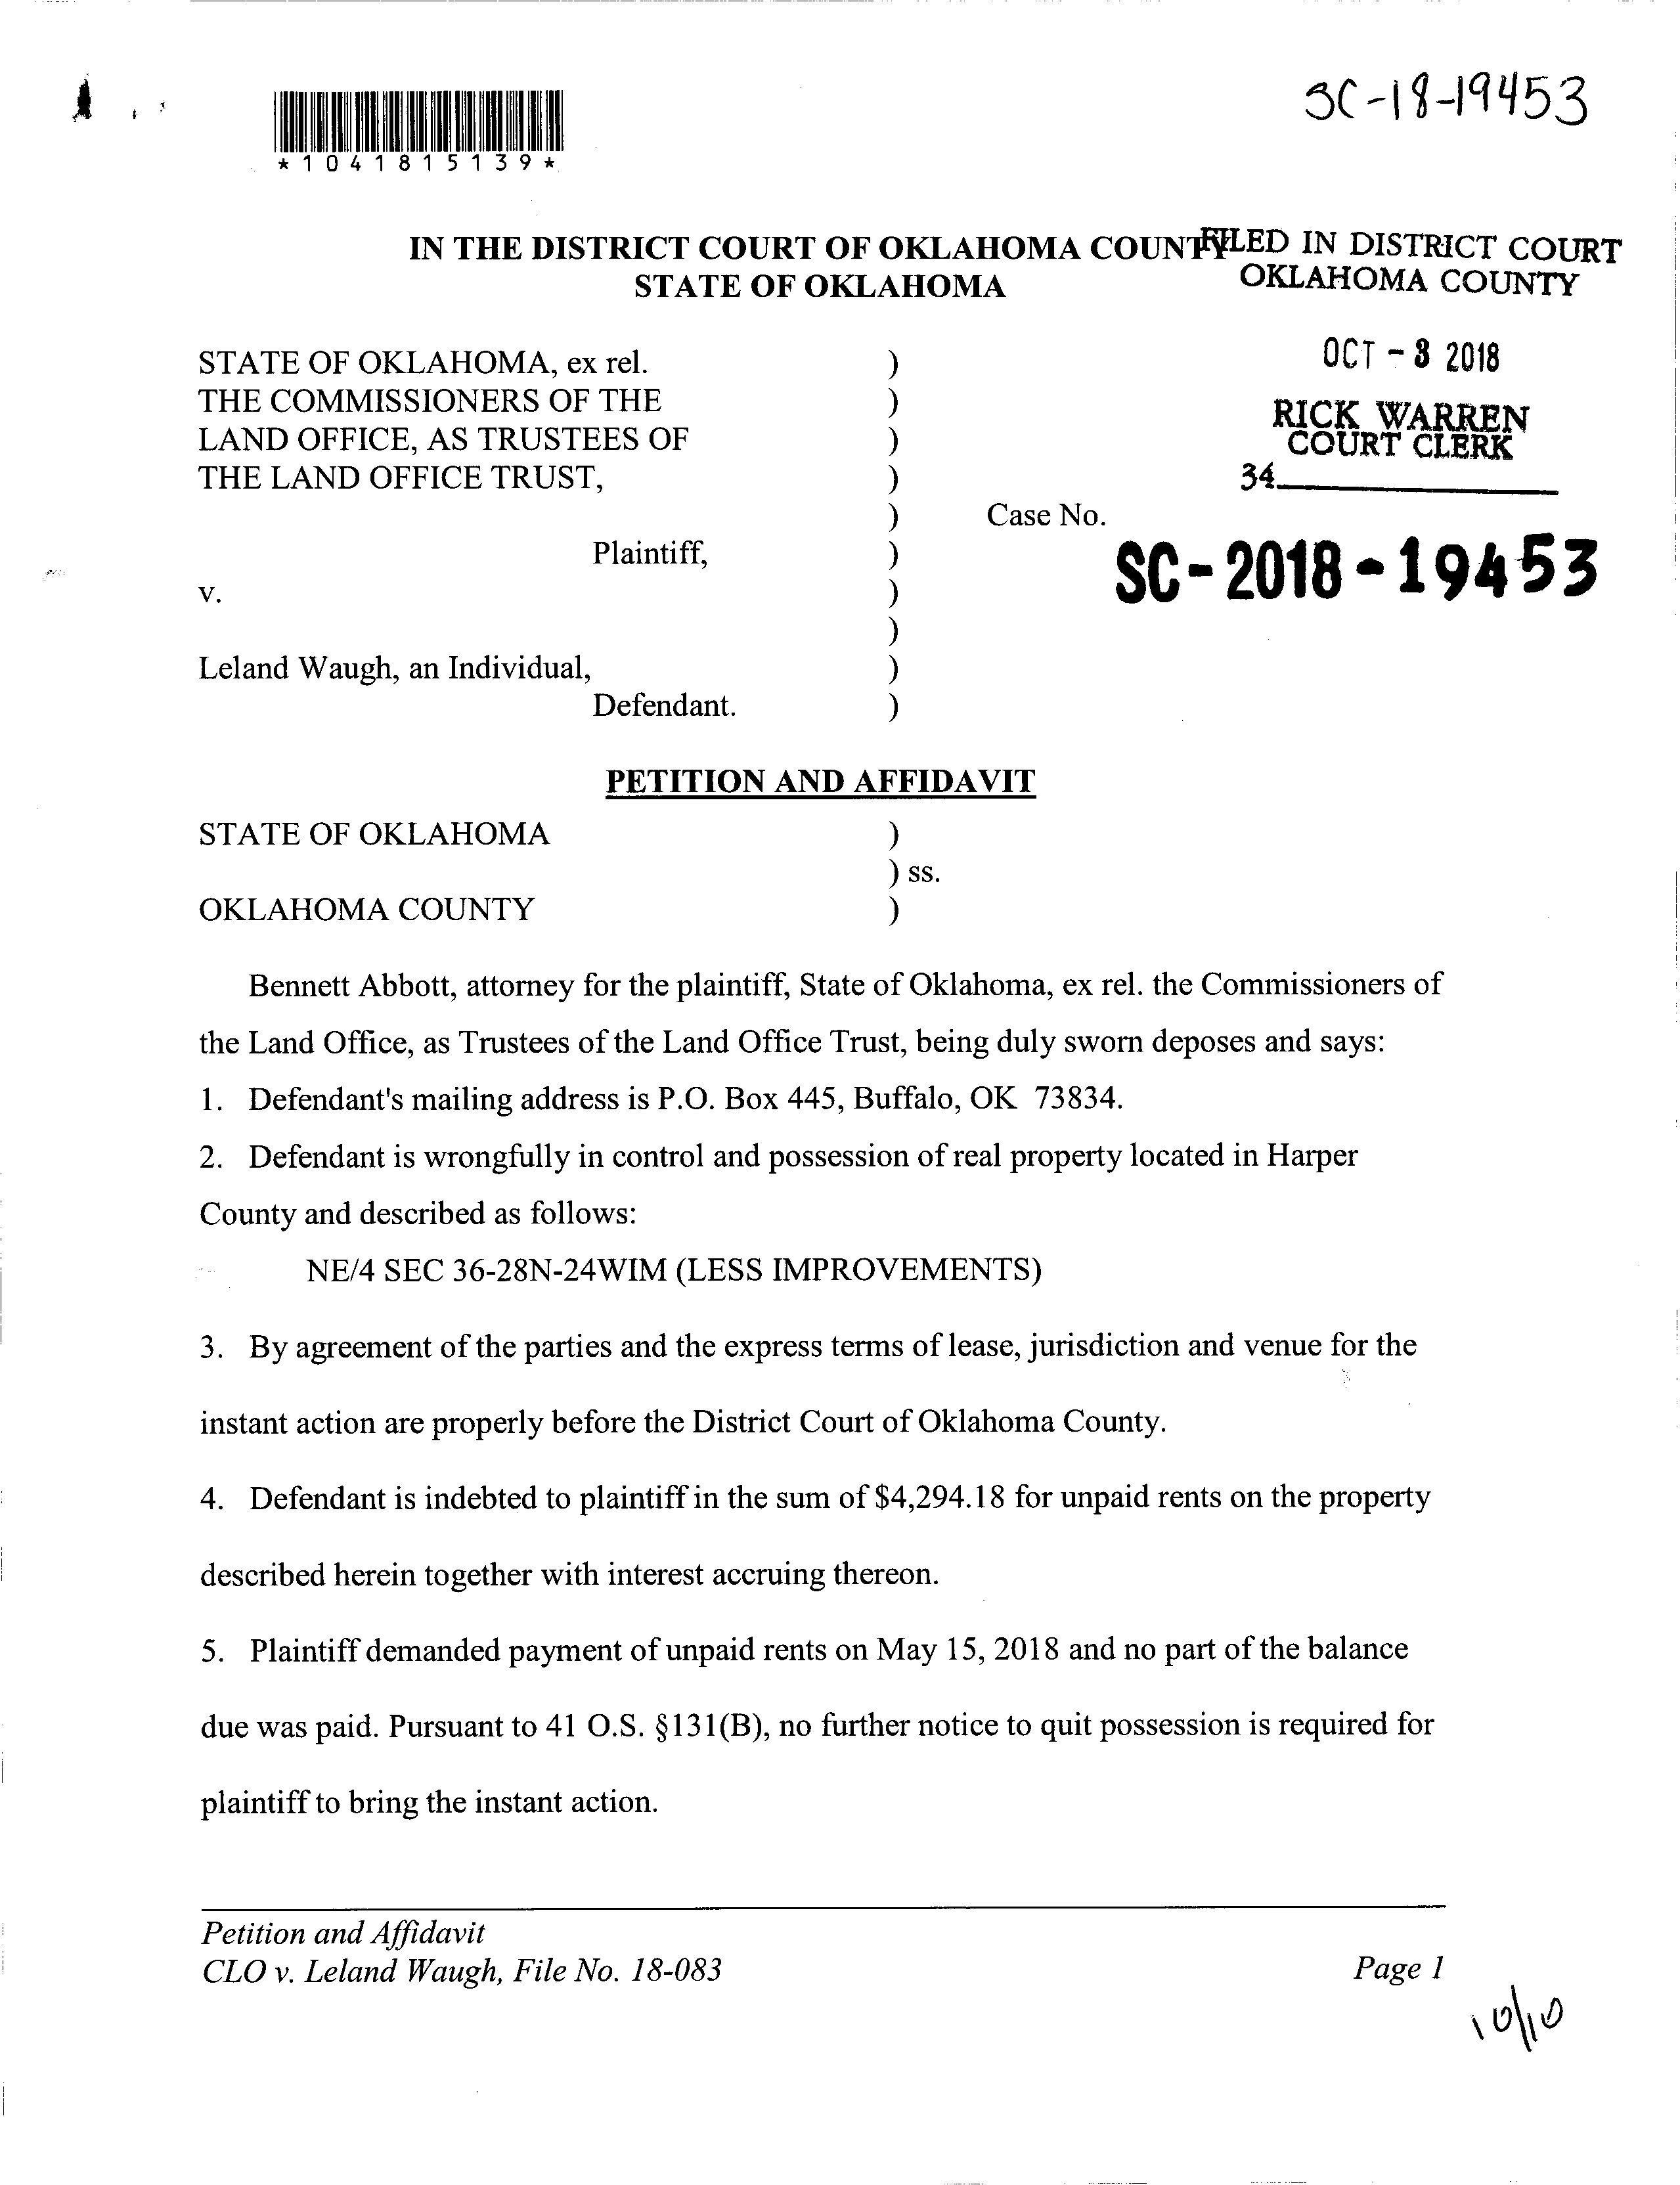 SC-18-19453
*1041815139*
IN THE DISTRICT COURT OF OKLAHOMA COUNTY
STATE OF OKLAHOMA
FILED IN DISTRICT COURT
OKLAHOMA COUNTY
OCT - 3 2018
RICK WARREN
COURT CLERK
34
STATE OF OKLAHOMA, ex rel. )
THE COMMISSIONERS OF THE )
LAND OFFICE, AS TRUSTEES OF )
THE LAND OFFICE TRUST, )
) Case No.
Plaintiff, )
SC-2018-19453
v. )
)
Leland Waugh, an Individual, )
Defendant. )
PETITION AND AFFIDAVIT
STATE OF OKLAHOMA )
) ss.
OKLAHOMA COUNTY )
Bennett Abbott, attorney for the plaintiff, State of Oklahoma, ex rel. the Commissioners of
the Land Office, as Trustees of the Land Office Trust, being duly sworn deposes and says:
1. Defendant's mailing address is P.O. Box 445, Buffalo, OK 73834.
2. Defendant is wrongfully in control and possession of real property located in Harper
County and described as follows:
NE/4 SEC 36-28N-24WIM (LESS IMPROVEMENTS)
3. By agreement of the parties and the express terms of lease, jurisdiction and venue for the
instant action are properly before the District Court of Oklahoma County.
4. Defendant is indebted to plaintiff in the sum of $4,294.18 for unpaid rents on the property
described herein together with interest accruing thereon.
5. Plaintiff demanded payment of unpaid rents on May 15, 2018 and no part of the balance
due was paid. Pursuant to 41 O.S. §131(B), no further notice to quit possession is required for
plaintiff to bring the instant action.
Petition and Affidavit
CLO v. Leland Waugh, File No. 18-083
Page 1
10/10